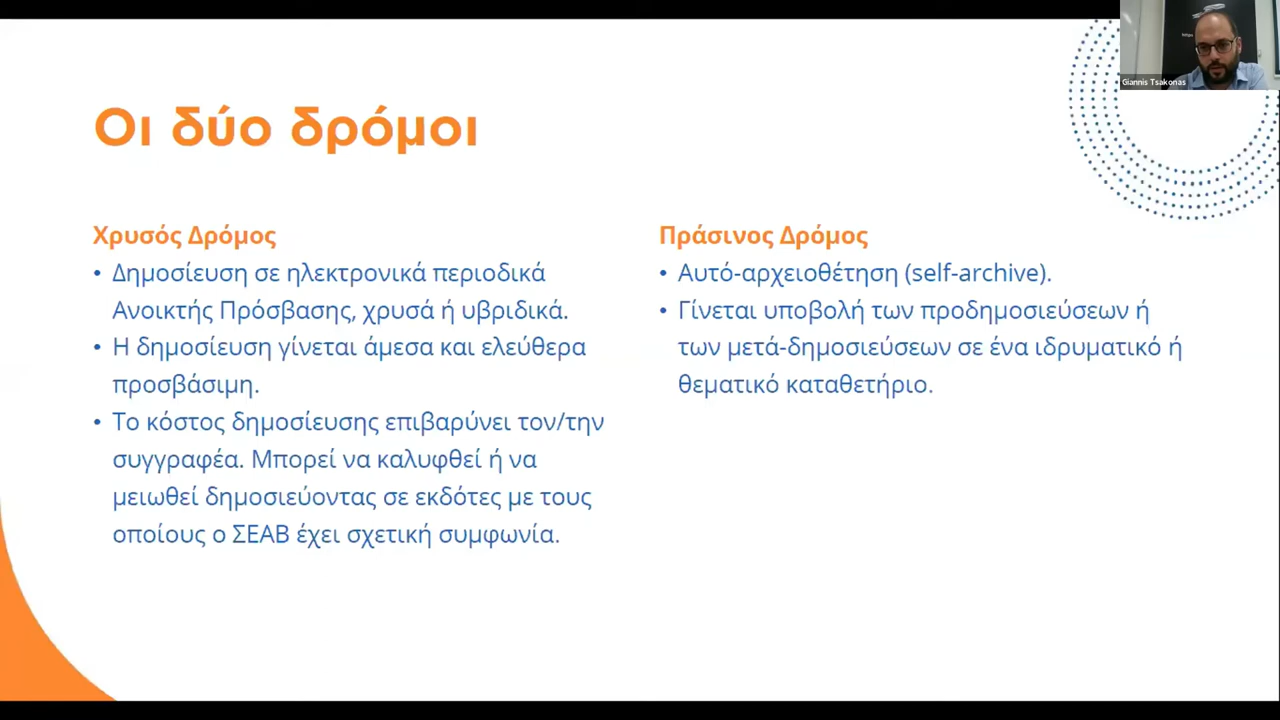 Οι δύο δρόμοι
Χρυσός Δρόμος
• Δημοσίευση σε ηλεκτρονικά περιοδικά
Ανοικτής Πρόσβασης, χρυσά ή υβριδικά.
• Η δημοσίευση γίνεται άμεσα και ελεύθερα
προσβάσιμη.
• Το κόστος δημοσίευσης επιβαρύνει τον/την
συγγραφέα. Μπορεί να καλυφθεί ή να
μειωθεί δημοσιεύοντας σε εκδότες με τους
οποίους ο ΣΕΑΒ έχει σχετική συμφωνία.
Πράσινος Δρόμος
• Αυτό-αρχειοθέτηση (self-archive).
• Γίνεται υποβολή των προδημοσιεύσεων ή
των μετά-δημοσιεύσεων σε ένα ιδρυματικό ή
θεματικό καταθετήριο.
Giannis Tsakonas